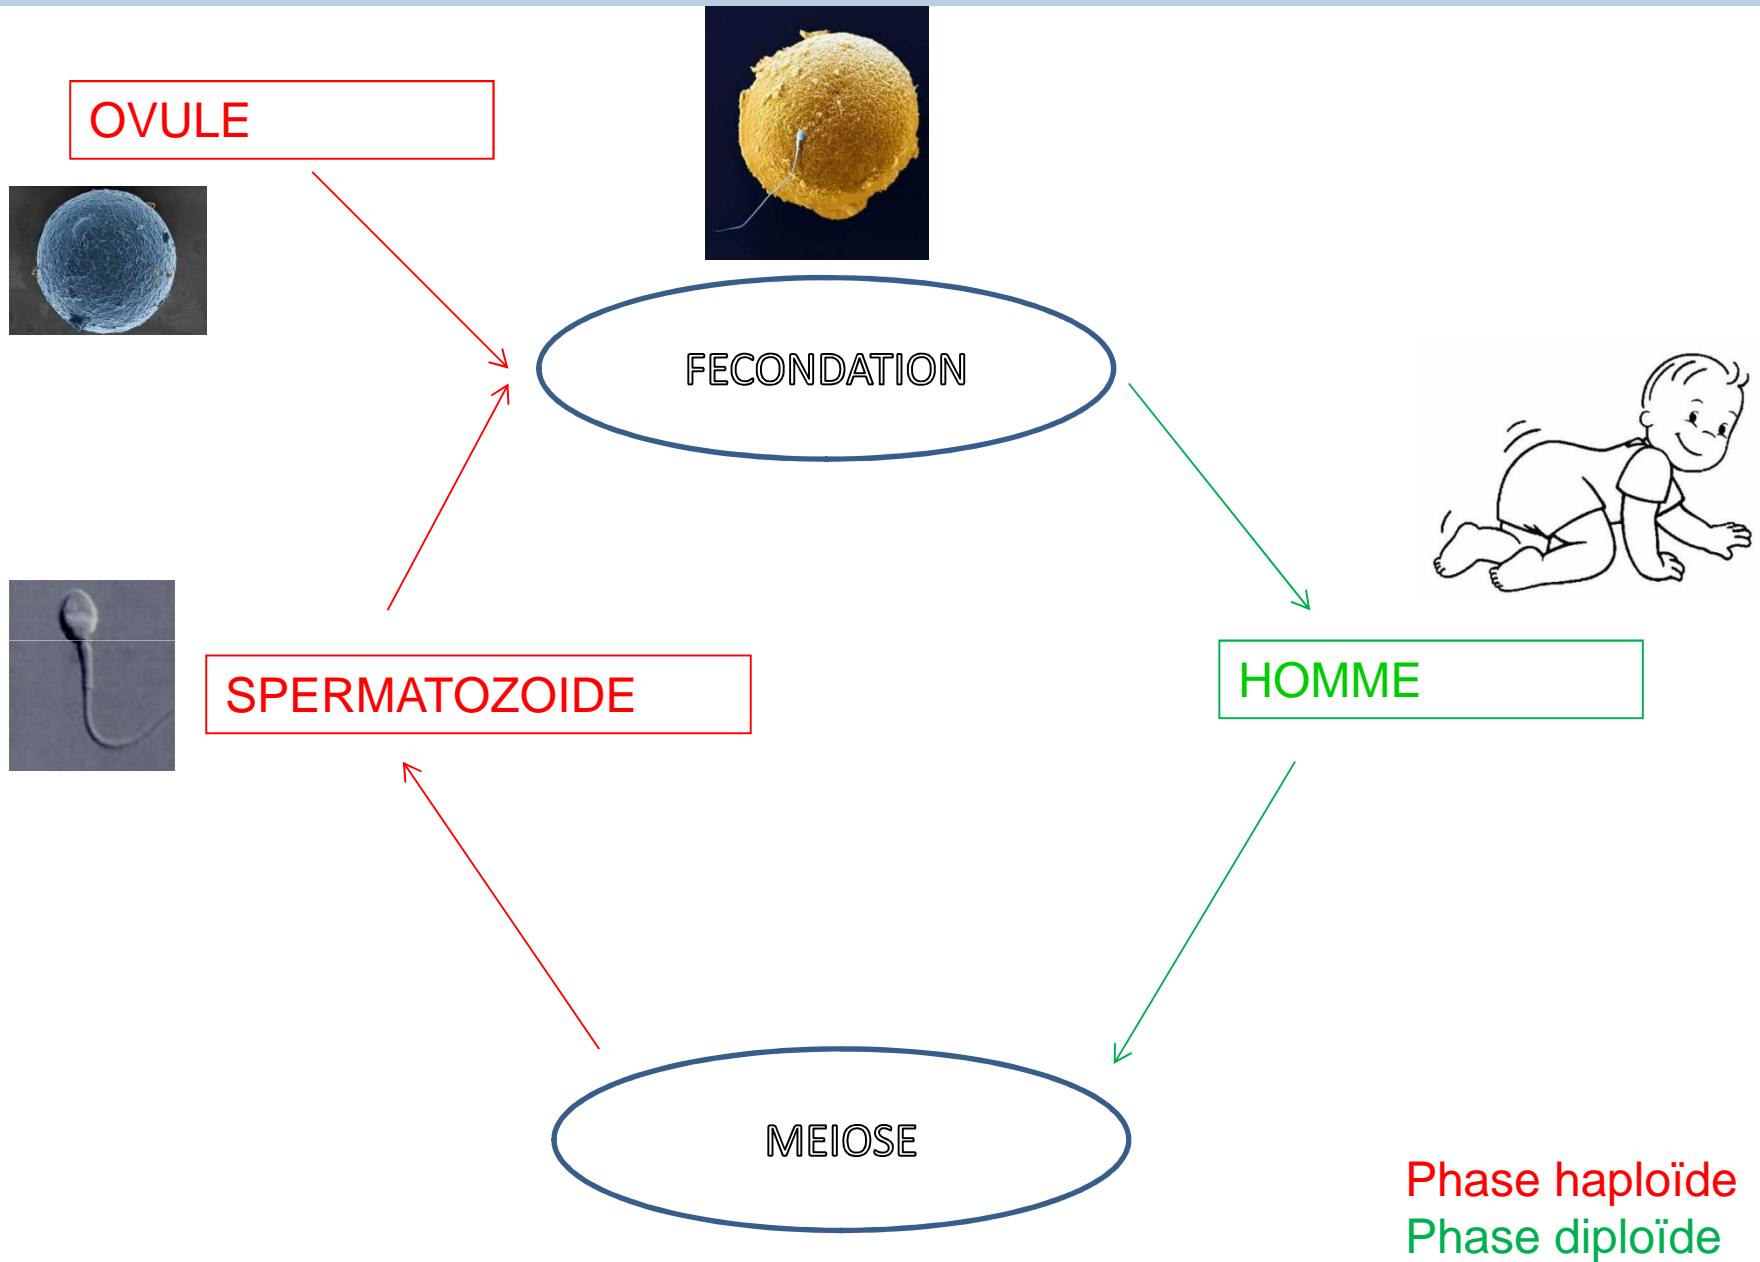 OVULE
FECONDATION
SPERMATOZOIDE
HOMME
MEIOSE
Phase haploïde
Phase diploïde